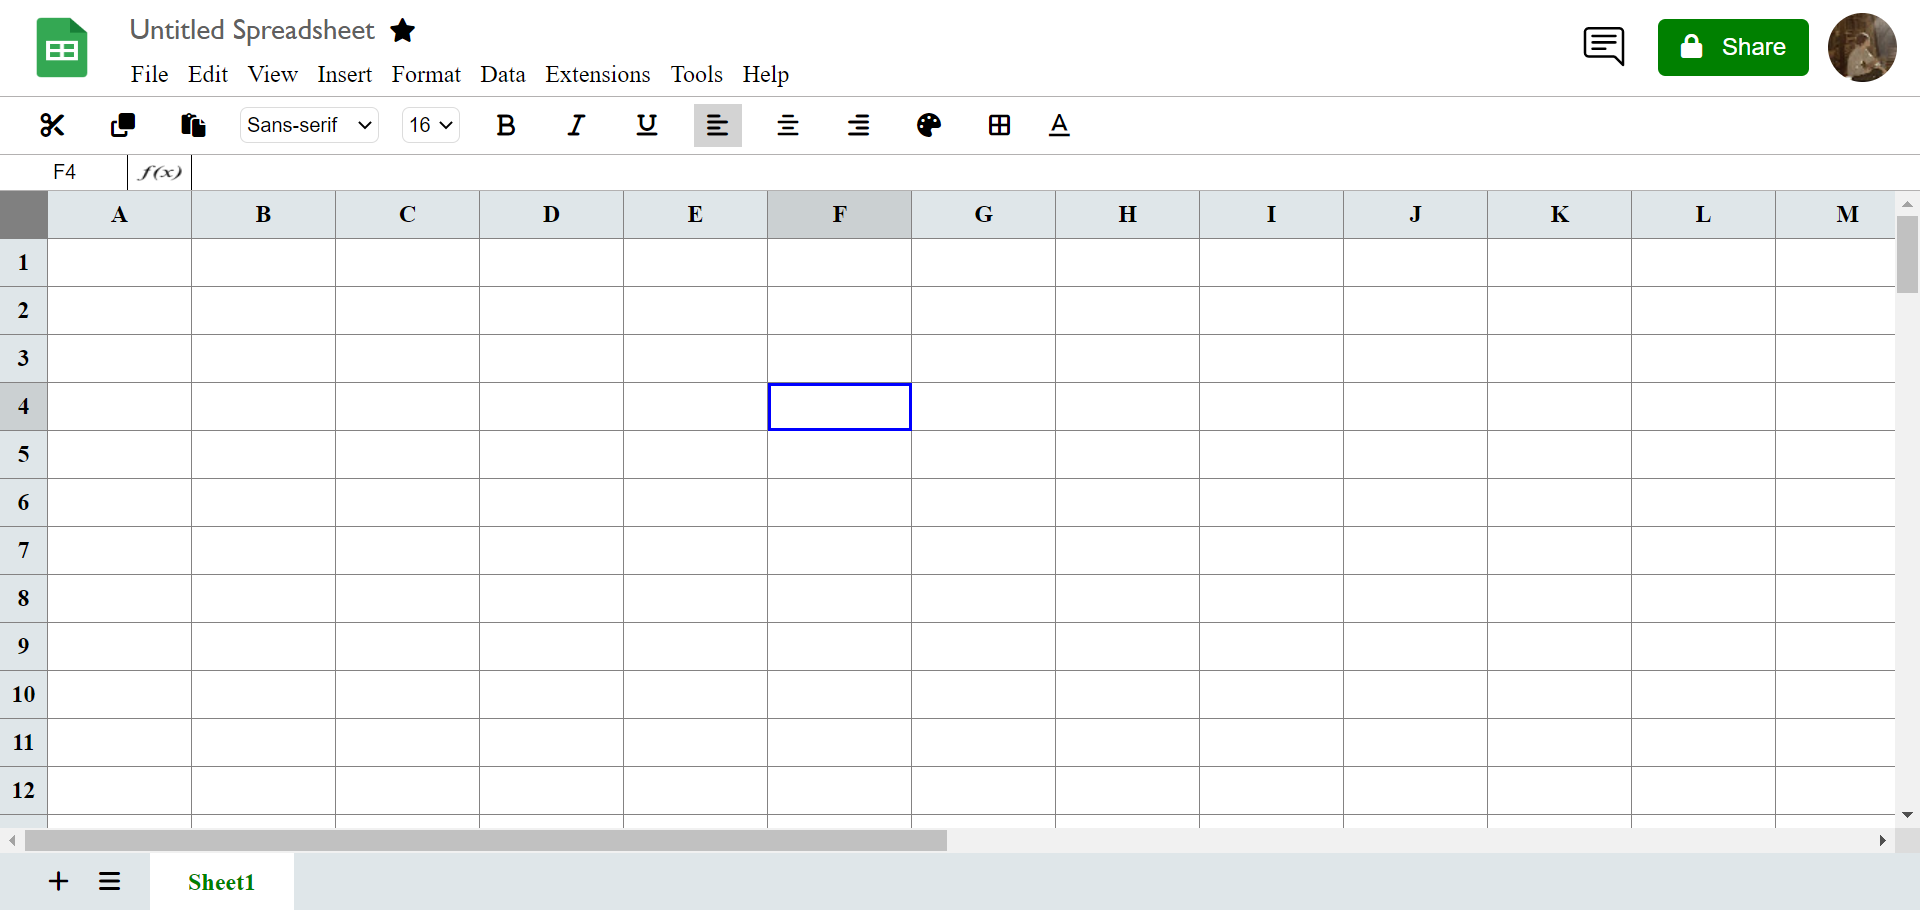 Untitled Spreadsheet
File Edit View Insert Format Data Extensions Tools Help
Share
Sans-serif 16 B I U A
F4 f(x)
A B C D E F G H I J K L M
1
2
3
4
5
6
7
8
9
10
11
12
Sheet1